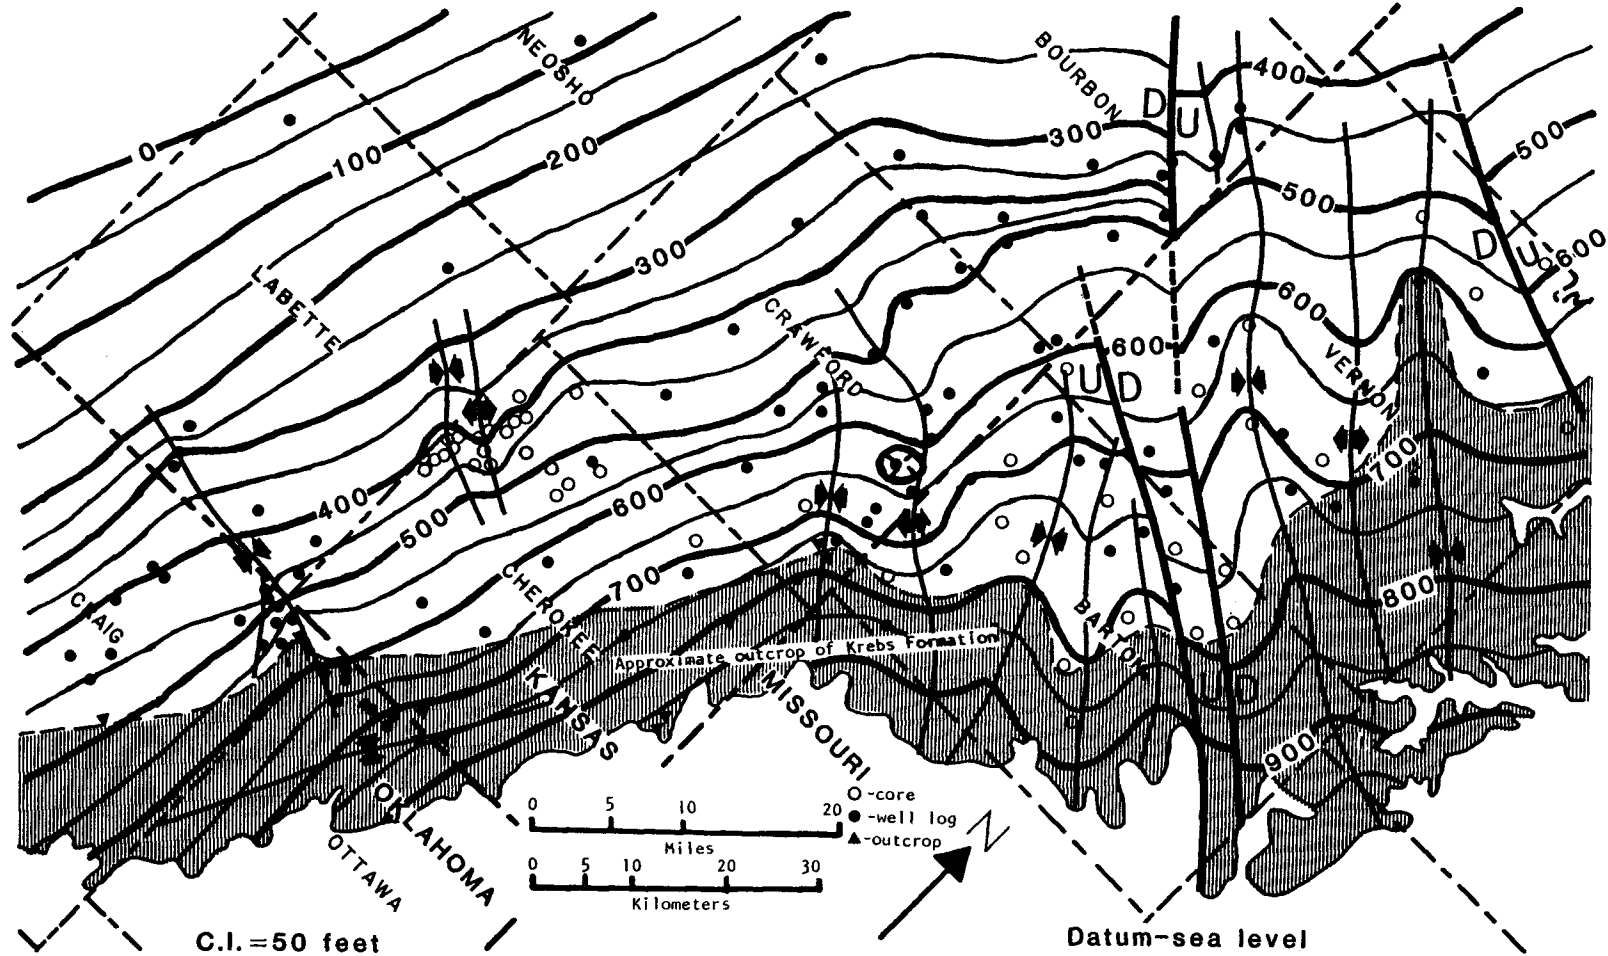 NEOSHO
BOURBON
400
D
U
300
0
100
200
500
500
300
D
U
600
LABETTE
CRAWFORD
600
600
VERNON
U
D
400
500
600
700
700
CRAIG
CHEROKEE
800
BARTON
Approximate outcrop of Krebs Formation
KANSAS
MISSOURI
U
D
900
OKLAHOMA
OTTAWA
0 5 10 20
Miles
0 5 10 20 30
Kilometers
-core
-well log
-outcrop
N
C.I.=50 feet
Datum-sea level